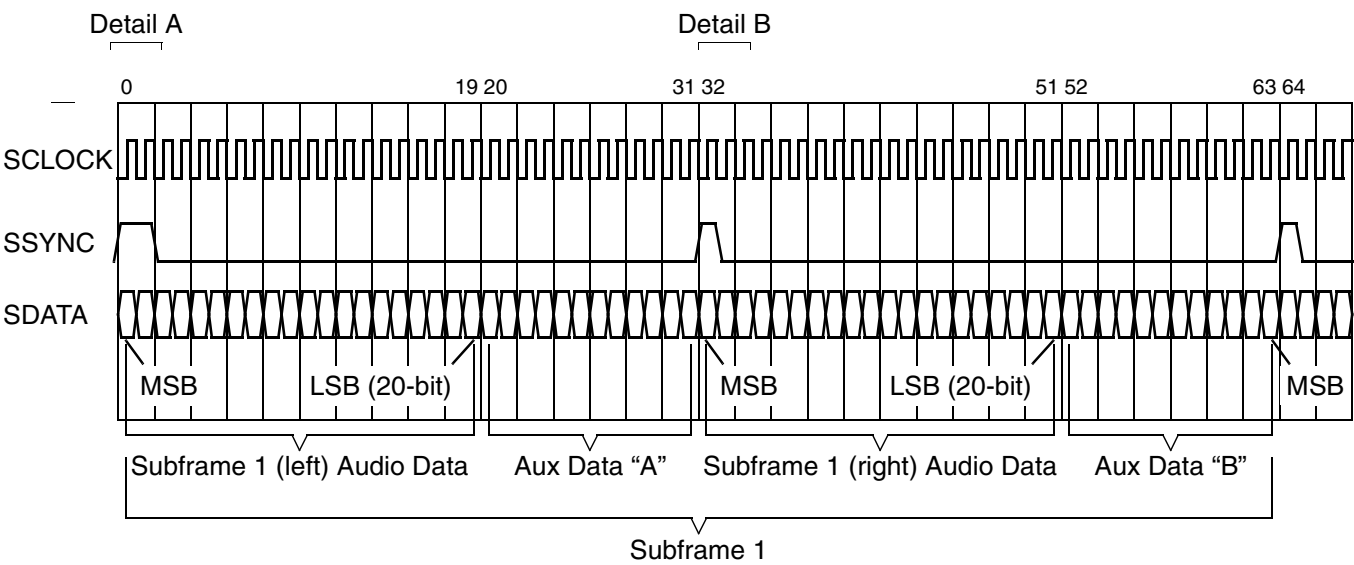 Detail A Detail B
0 19 20 31 32 51 52 63 64
SCLOCK
SSYNC
SDATA
MSB LSB (20-bit) MSB LSB (20-bit) MSB
Subframe 1 (left) Audio Data Aux Data “A” Subframe 1 (right) Audio Data Aux Data “B”
Subframe 1